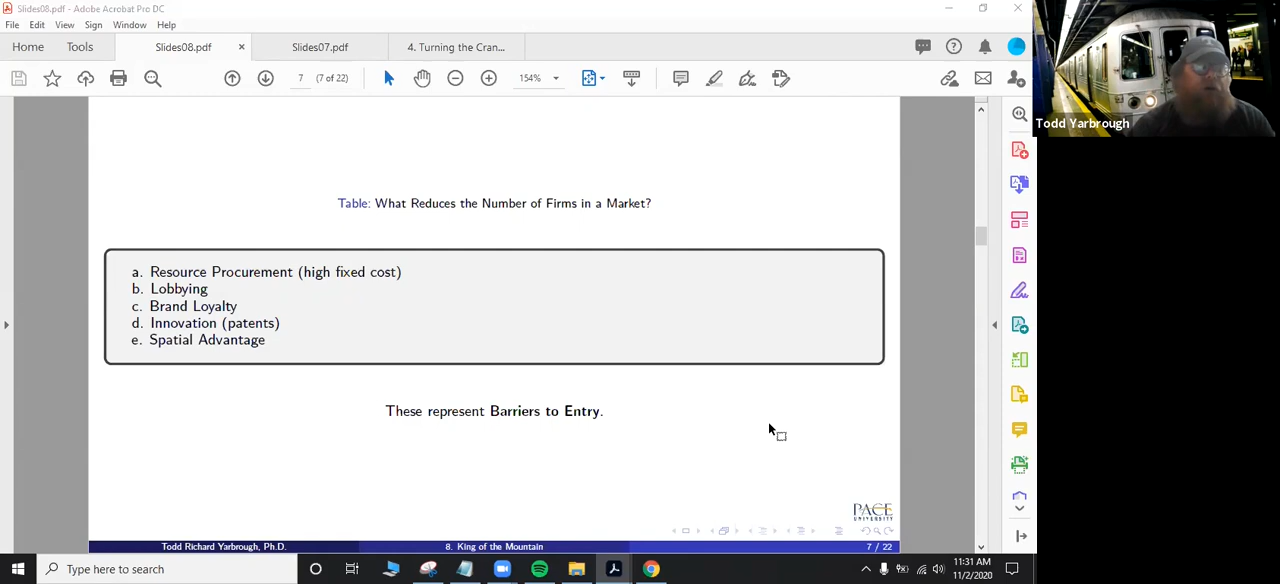 Slides08.pdf - Adobe Acrobat Pro DC
File Edit View Sign Window Help
Home Tools Slides08.pdf × Slides07.pdf 4. Turning the Cran...
7 (7 of 22) 154%
Todd Yarbrough
Table: What Reduces the Number of Firms in a Market?
a. Resource Procurement (high fixed cost)
b. Lobbying
c. Brand Loyalty
d. Innovation (patents)
e. Spatial Advantage
These represent Barriers to Entry.
PACE
UNIVERSITY
Todd Richard Yarbrough, Ph.D. 8. King of the Mountain 7 / 22
Type here to search
11:31 AM
11/2/2020